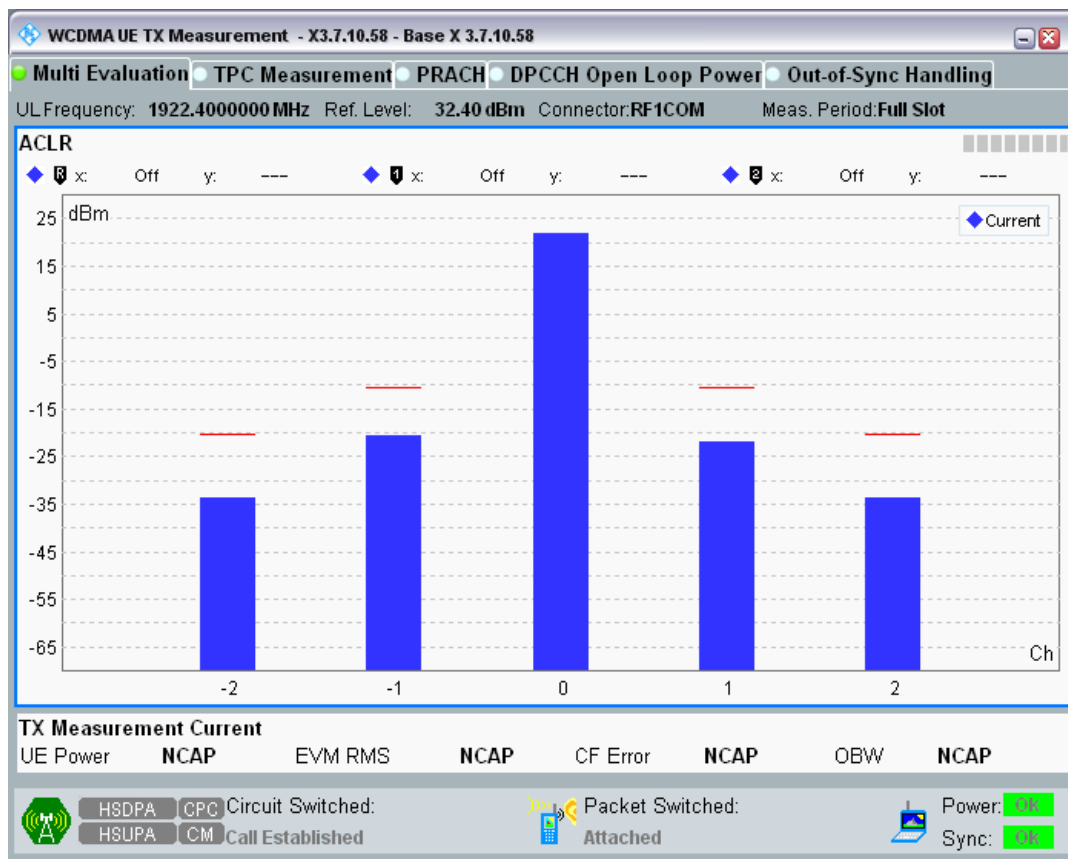 WCDMA UE TX Measurement - X3.7.10.58 - Base X 3.7.10.58
Multi Evaluation TPC Measurement PRACH DPCCH Open Loop Power Out-of-Sync Handling
UL Frequency: 1922.4000000 MHz Ref. Level: 32.40 dBm Connector:RF1COM Meas. Period:Full Slot
ACLR
R x: Off y: --- 1 x: Off y: --- 2 x: Off y: ---
dBm
Current
25
15
5
-5
-15
-25
-35
-45
-55
-65
Ch
-2 -1 0 1 2
TX Measurement Current
UE Power NCAP EVM RMS NCAP CF Error NCAP OBW NCAP
HSDPA CPC Circuit Switched: Packet Switched: Power: Ok
HSUPA CM Call Established Attached Sync: Ok